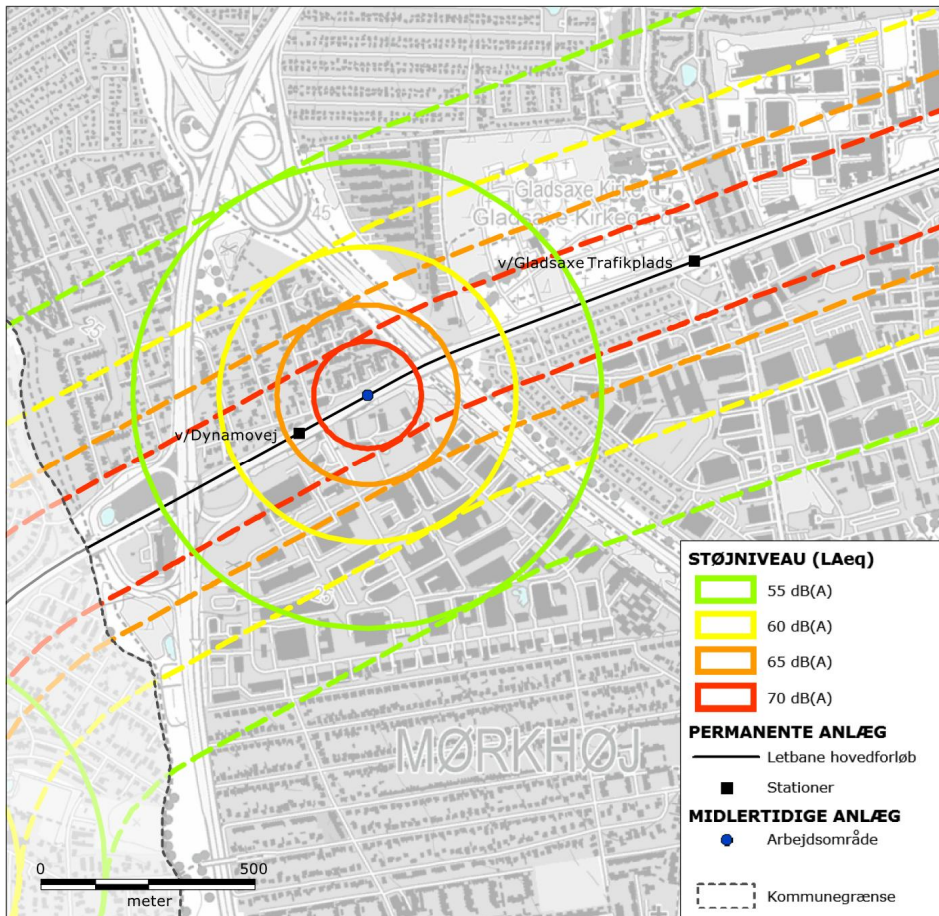 45
Gladsaxe Kirke
Gladsaxe Kirkeg
v/Gladsaxe Trafikplads
25
v/Dynamovej
MØRKHØJ
STØJNIVEAU (LAeq)
55 dB(A)
60 dB(A)
65 dB(A)
70 dB(A)
PERMANENTE ANLÆG
Letbane hovedforløb
Stationer
MIDLERTIDIGE ANLÆG
Arbejdsområde
Kommunegrænse
0 500
meter